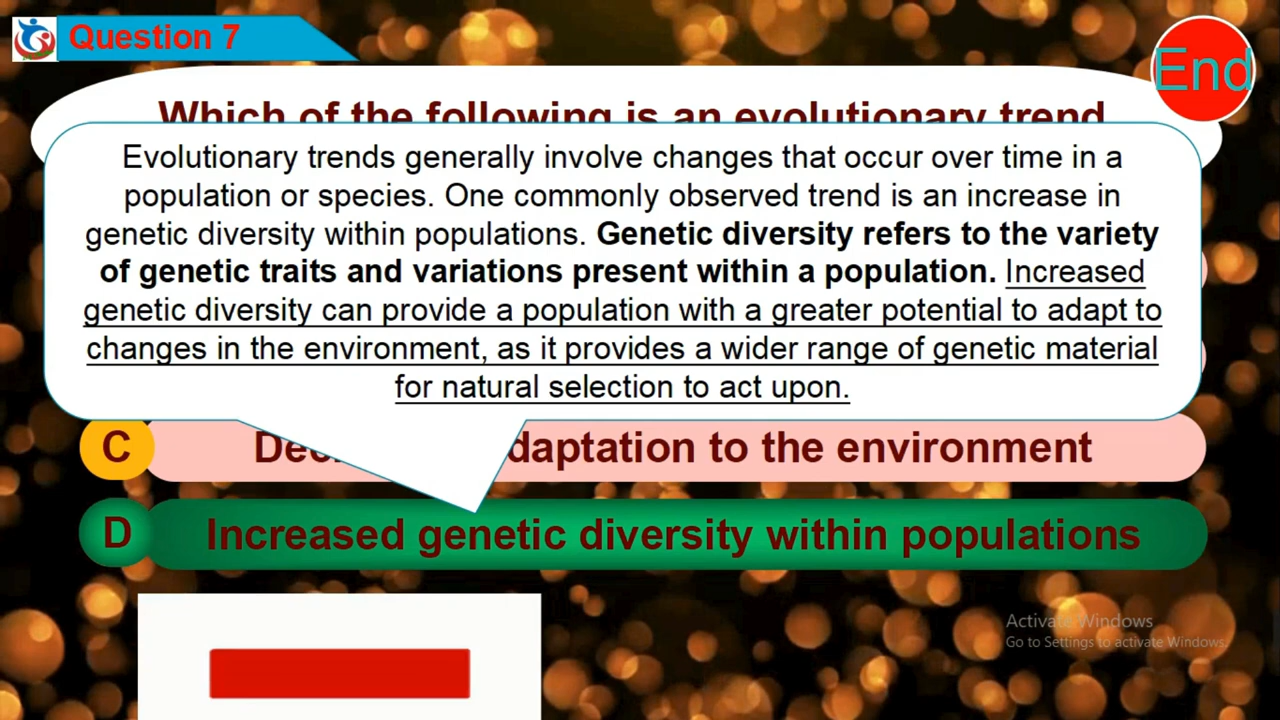 Question 7
End
Which of the following is an evolutionary trend
Evolutionary trends generally involve changes that occur over time in a
population or species. One commonly observed trend is an increase in
genetic diversity within populations. Genetic diversity refers to the variety
of genetic traits and variations present within a population. Increased
genetic diversity can provide a population with a greater potential to adapt to
changes in the environment, as it provides a wider range of genetic material
for natural selection to act upon.
C daptation to the environment
D Increased genetic diversity within populations
Activate Windows
Go to Settings to activate Windows.